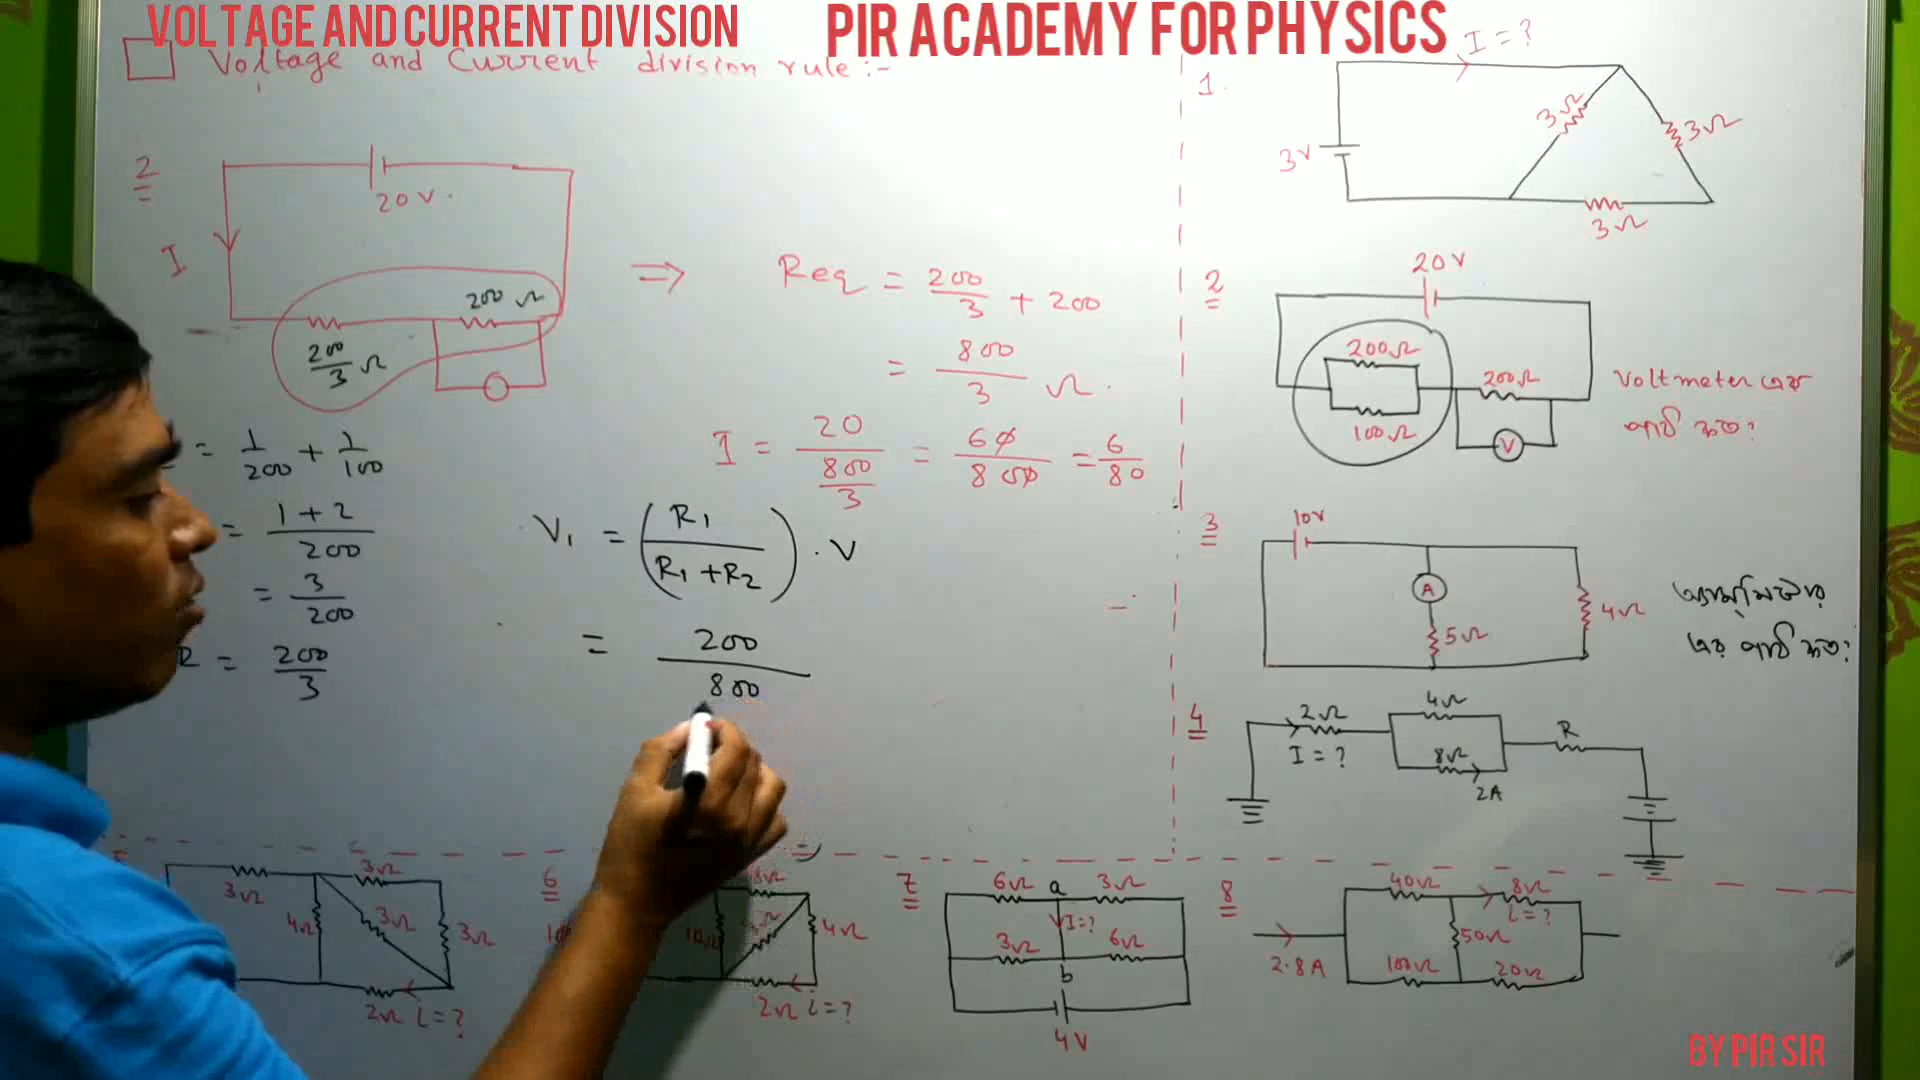 VOLTAGE AND CURRENT DIVISION
PIR ACADEMY FOR PHYSICS
Voltage and Current division rule :-
2
20 V
I
200 Ω
200/3 Ω
= 1/200 + 1/100
= 1 + 2 / 200
= 3/200
R = 200/3
⇒ Req = 200/3 + 200
= 800/3 Ω
I = 20 / (800/3) = 60/800 = 6/80
V₁ = (R₁ / (R₁ + R₂)) . V
= 200 / 800
1.
I = ?
3V
3Ω
3Ω
3Ω
2
20V
200Ω
100Ω
200Ω
V
Voltmeter এর
পাঠ কত?
3
10V
A
5Ω
4Ω
অ্যামিটার
এর পাঠ কত?
4
2Ω
I = ?
4Ω
8Ω
2A
R
3Ω
3Ω
4Ω
3Ω
3Ω
2Ω i = ?
6
8Ω
10Ω
4Ω
2Ω i = ?
7
6Ω a 3Ω
I = ?
3Ω 6Ω
b
4V
8
2.8A
40Ω
8Ω
i = ?
50Ω
100Ω
20Ω
BY PIR SIR